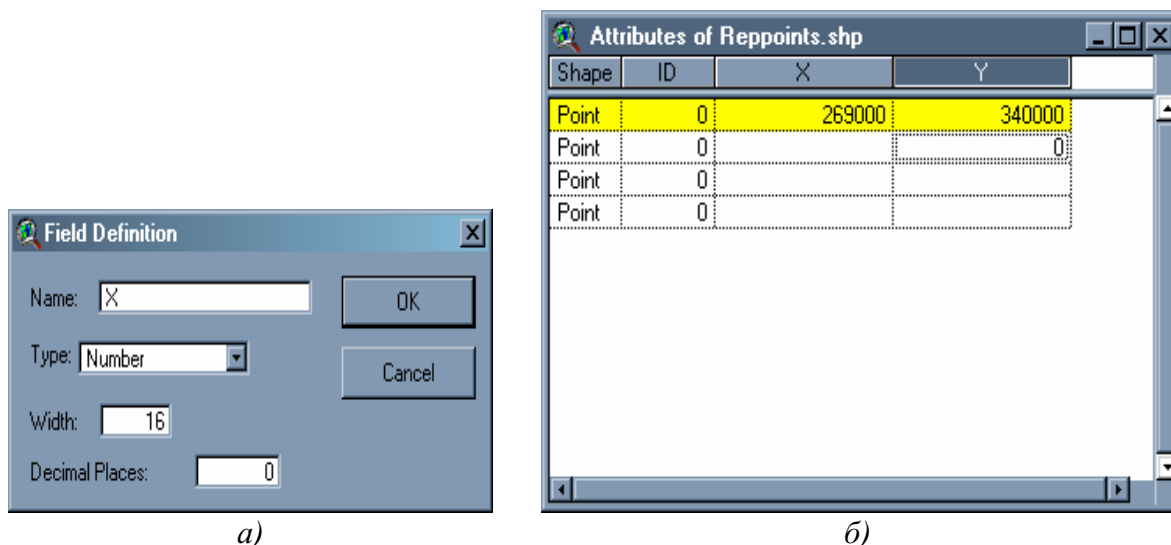 Field Definition
Name: X
OK
Type: Number
Cancel
Width: 16
Decimal Places: 0
а)
Attributes of Reppoints.shp
Shape ID X Y
Point 0 269000 340000
Point 0 0
Point 0
Point 0
б)